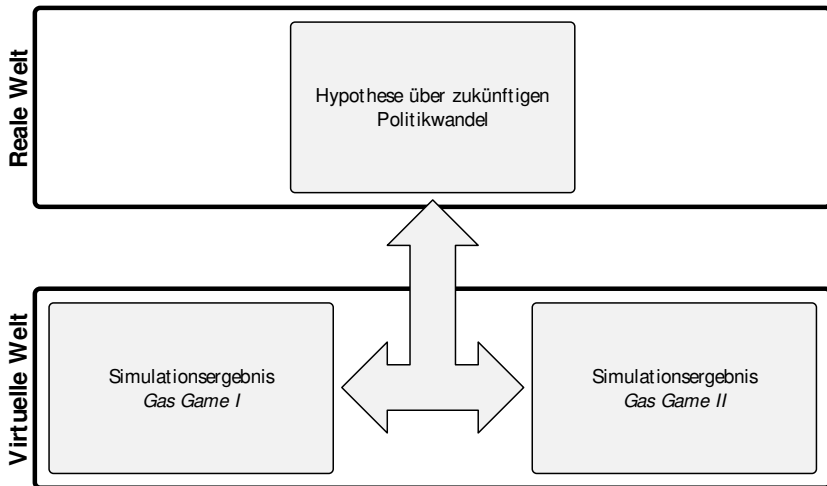 Reale Welt
Hypothese über zukünftigen
Politikwandel
Virtuelle Welt
Simulationsergebnis
Gas Game I
Simulationsergebnis
Gas Game II